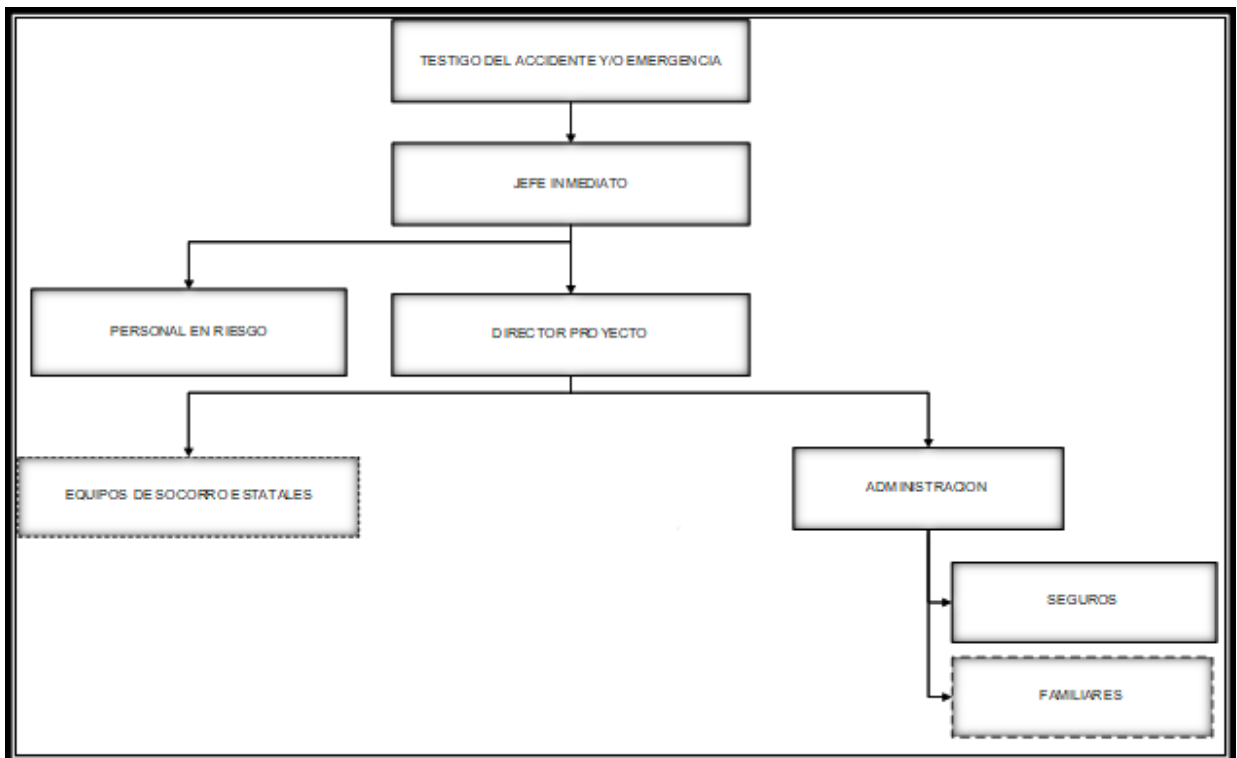 TESTIGO DEL ACCIDENTE Y/O EMERGENCIA
JEFE INMEDIATO
PERSONAL EN RIESGO
DIRECTOR PROYECTO
EQUIPOS DE SOCORRO ESTATALES
ADMINISTRACION
SEGUROS
FAMILIARES